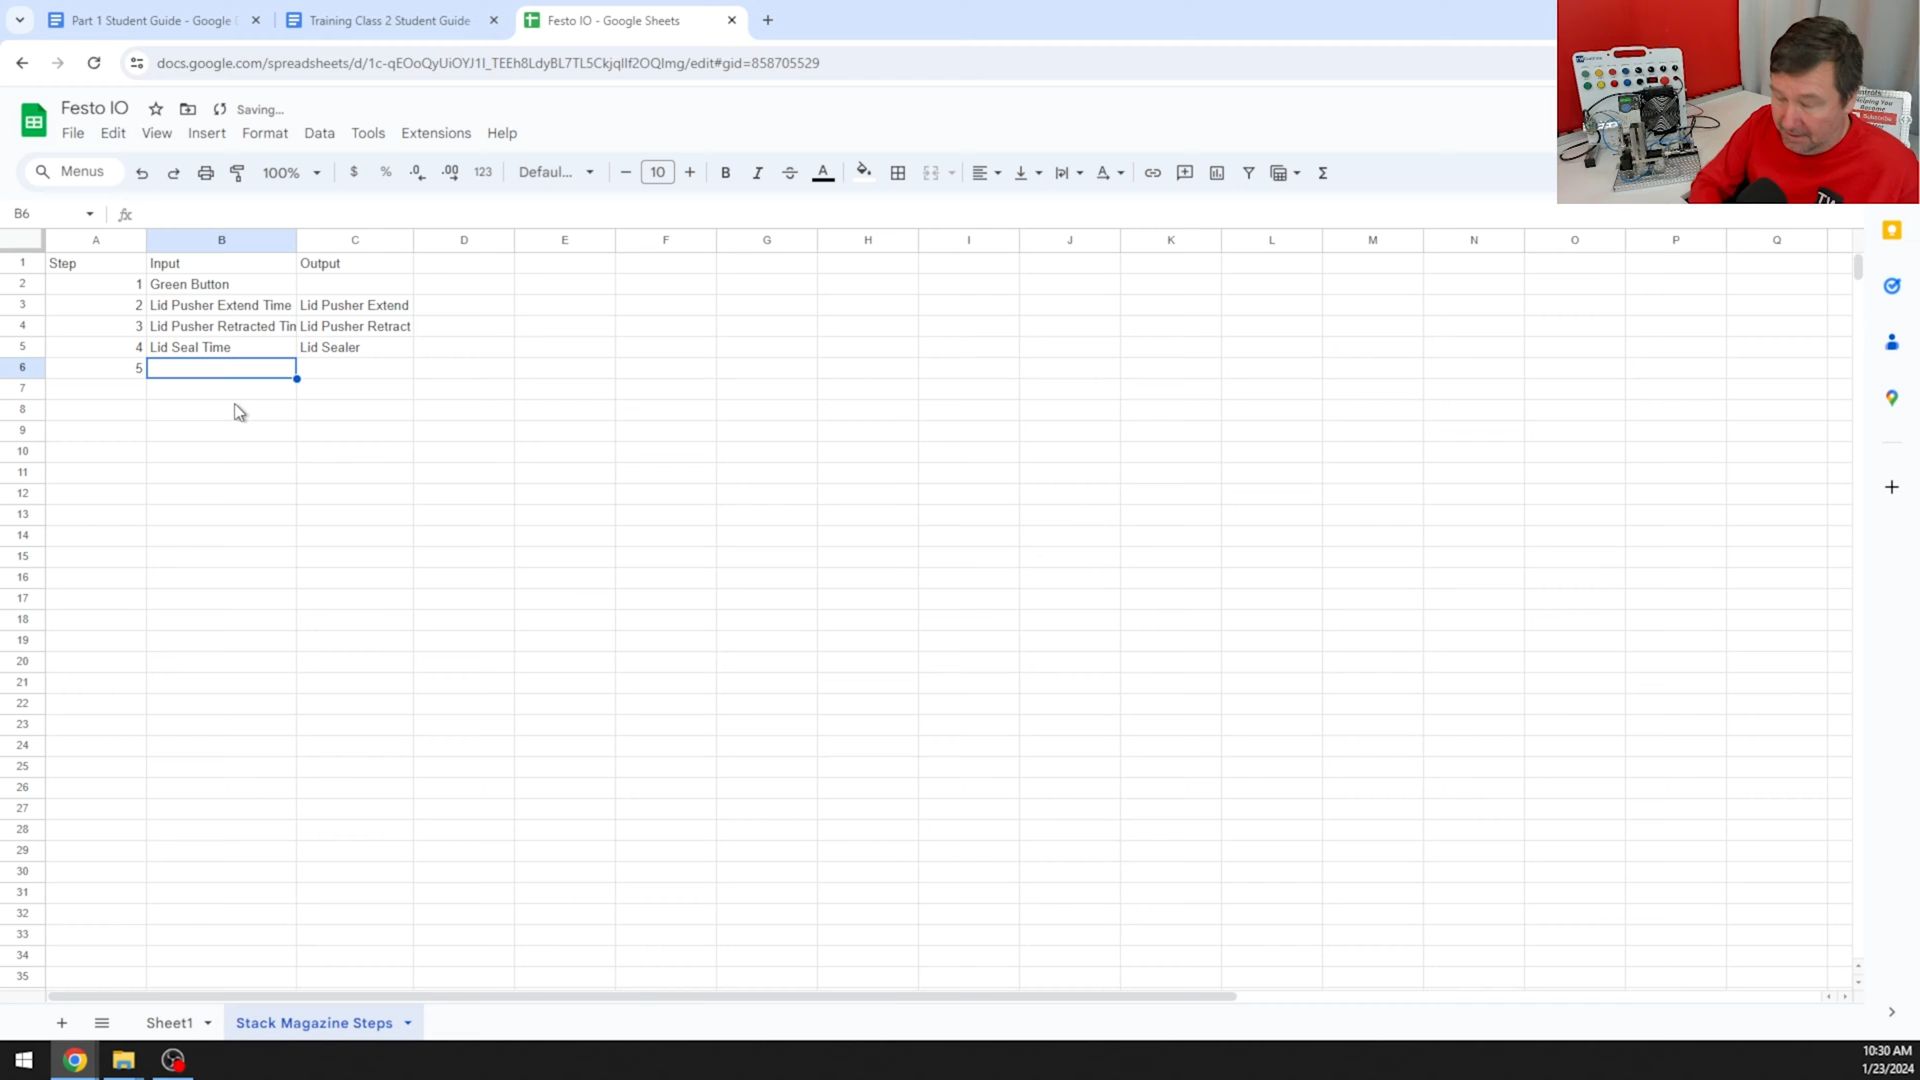 Part 1 Student Guide - Google
Training Class 2 Student Guide
Festo IO - Google Sheets
docs.google.com/spreadsheets/d/1c-qEOoQyUiOYJ1I_TEEh8LdyBL7TL5CkjqIIf2OQImg/edit#gid=858705529
Festo IO
Saving...
File Edit View Insert Format Data Tools Extensions Help
Menus 100% $ % .0 .00 123 Defaul... 10 B I A Σ
B6 fx
A B C D E F G H I J K L M N O P Q
1 Step Input Output
2 1 Green Button
3 2 Lid Pusher Extend Time Lid Pusher Extend
4 3 Lid Pusher Retracted Tin Lid Pusher Retract
5 4 Lid Seal Time Lid Sealer
6 5
7
8
9
10
11
12
13
14
15
16
17
18
19
20
21
22
23
24
25
26
27
28
29
30
31
32
33
34
35
Sheet1 Stack Magazine Steps
10:30 AM
1/23/2024
Helping You
Become
Subscribe
TW